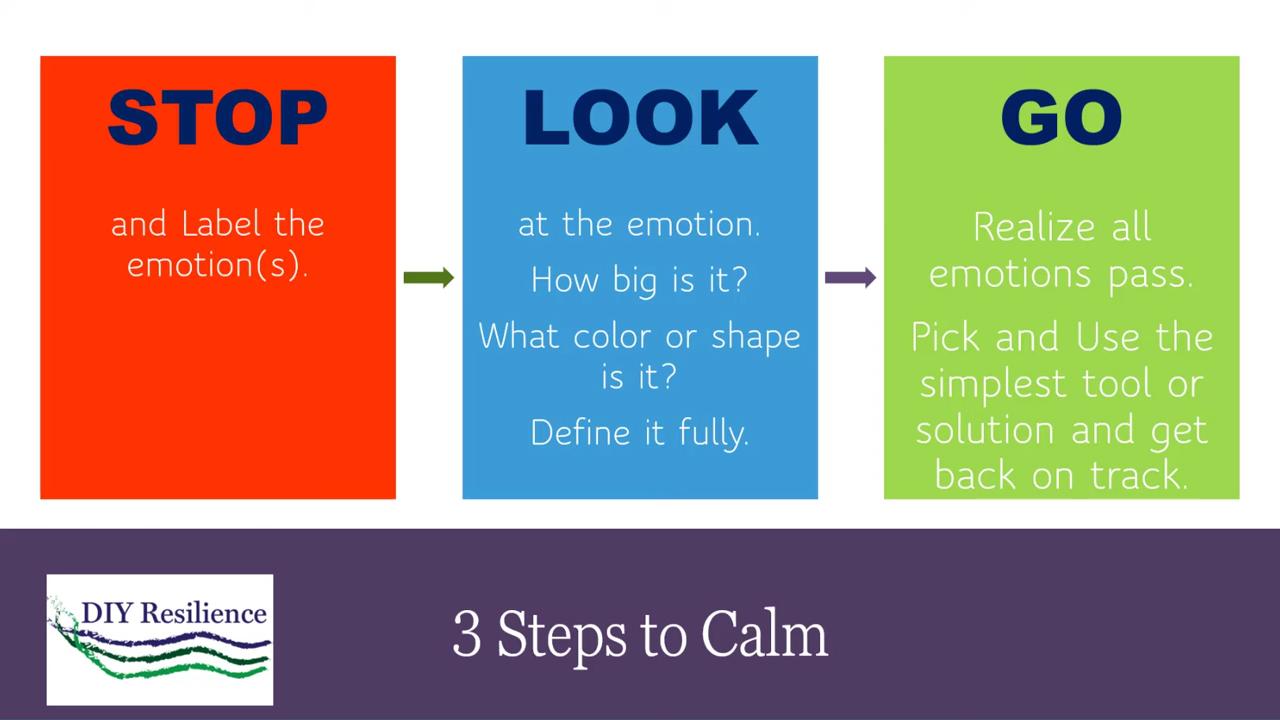 STOP
and Label the
emotion(s).
LOOK
at the emotion.
How big is it?
What color or shape
is it?
Define it fully.
GO
Realize all
emotions pass.
Pick and Use the
simplest tool or
solution and get
back on track.
DIY Resilience
3 Steps to Calm